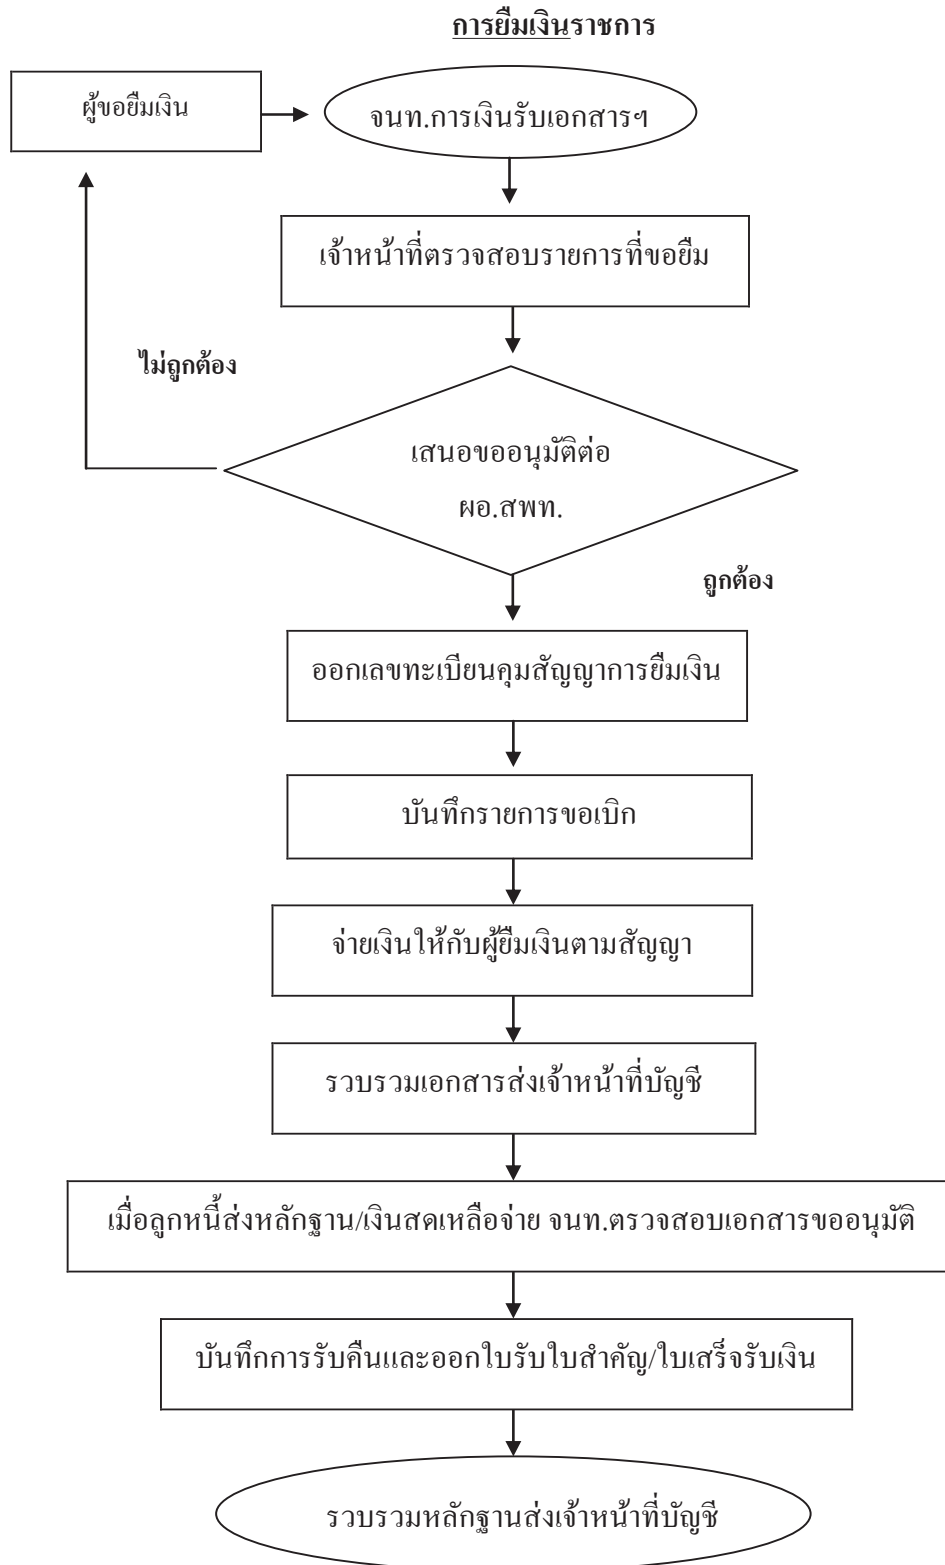 การยืมเงินราชการ
ผู้ขอยืมเงิน
จนท.การเงินรับเอกสารฯ
เจ้าหน้าที่ตรวจสอบรายการที่ขอยืม
ไม่ถูกต้อง
เสนอขออนุมัติต่อ
ผอ.สพท.
ถูกต้อง
ออกเลขทะเบียนคุมสัญญาการยืมเงิน
บันทึกรายการขอเบิก
จ่ายเงินให้กับผู้ยืมเงินตามสัญญา
รวบรวมเอกสารส่งเจ้าหน้าที่บัญชี
เมื่อลูกหนี้ส่งหลักฐาน/เงินสดเหลือจ่าย จนท.ตรวจสอบเอกสารขออนุมัติ
บันทึกการรับคืนและออกใบรับใบสำคัญ/ใบเสร็จรับเงิน
รวบรวมหลักฐานส่งเจ้าหน้าที่บัญชี